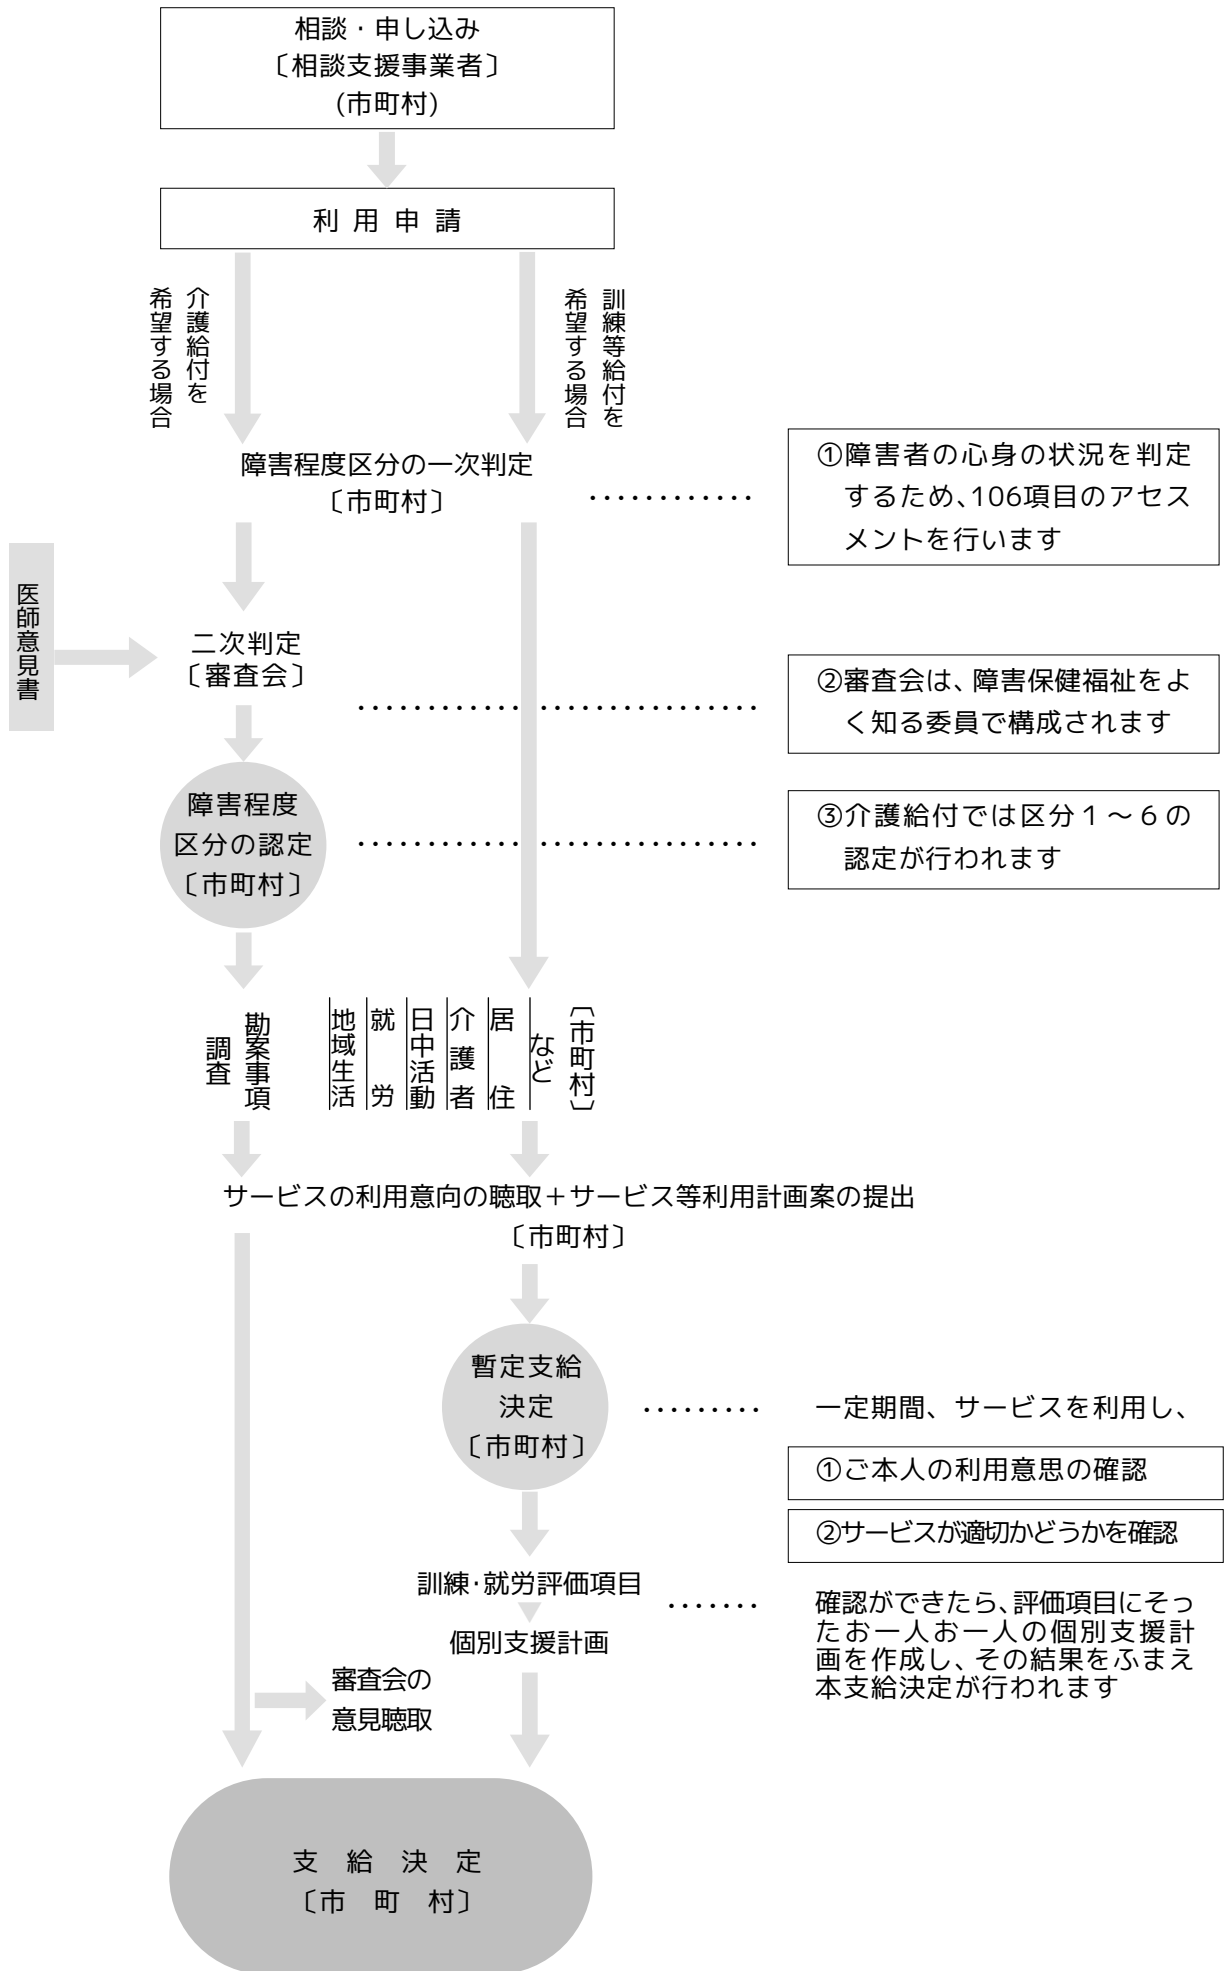 相談・申し込み
〔相談支援事業者〕
(市町村)
利用申請
介護給付を
希望する場合
訓練等給付を
希望する場合
障害程度区分の一次判定
〔市町村〕
…………
①障害者の心身の状況を判定
するため、106項目のアセス
メントを行います
医師意見書
二次判定
〔審査会〕
②審査会は、障害保健福祉をよ
く知る委員で構成されます
障害程度
区分の認定
〔市町村〕
③介護給付では区分1～6の
認定が行われます
勘案事項
調査
地域生活
就労
日中活動
介護者
居住
など
〔市町村〕
サービスの利用意向の聴取＋サービス等利用計画案の提出
〔市町村〕
暫定支給
決定
〔市町村〕
一定期間、サービスを利用し、
①ご本人の利用意思の確認
②サービスが適切かどうかを確認
訓練・就労評価項目
個別支援計画
確認ができたら、評価項目にそっ
たお一人お一人の個別支援計
画を作成し、その結果をふまえ
本支給決定が行われます
審査会の
意見聴取
支給決定
〔市町村〕